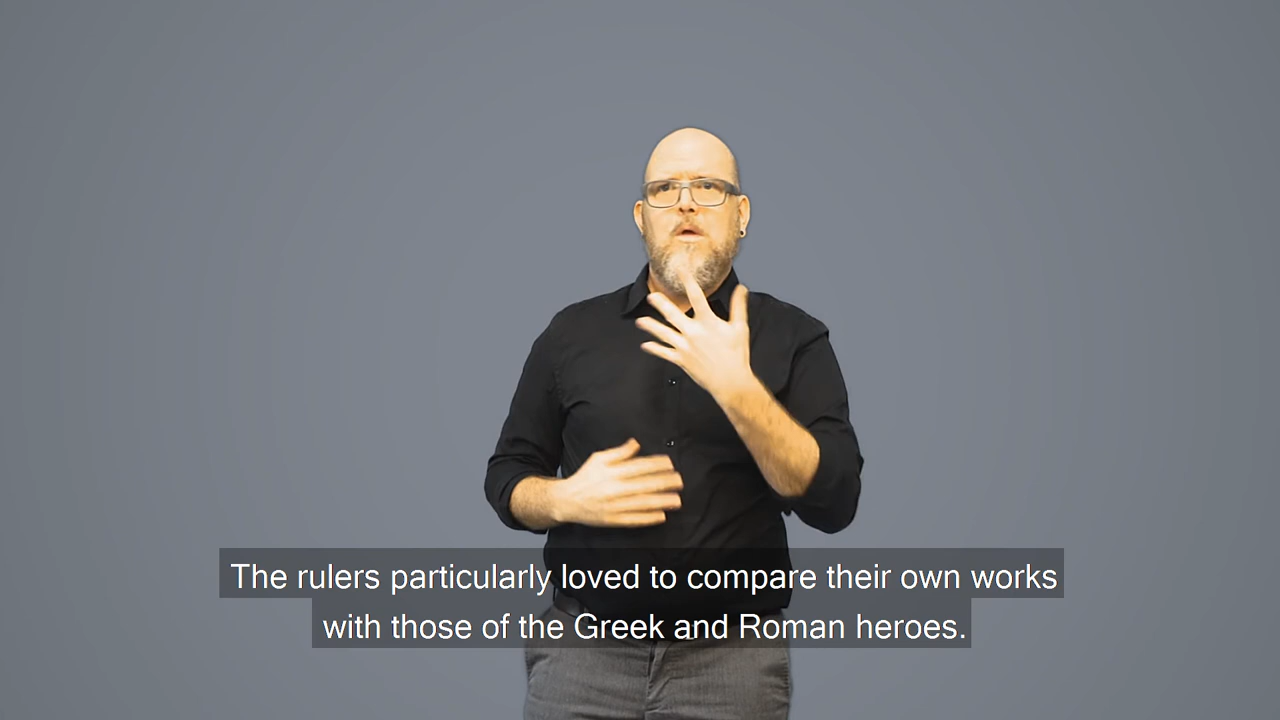 The rulers particularly loved to compare their own works
with those of the Greek and Roman heroes.